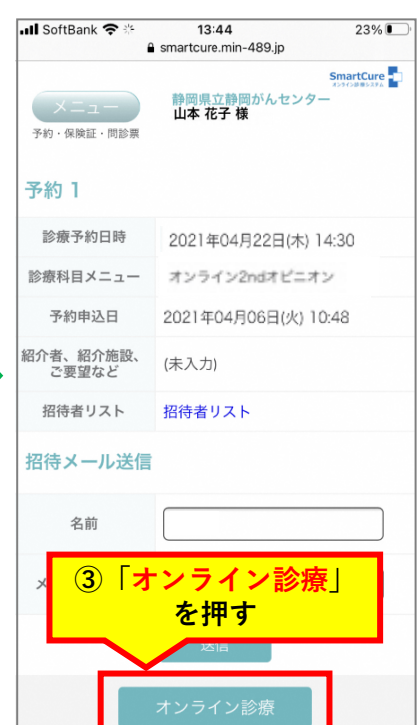 SoftBank 13:44 23%
smartcure.min-489.jp
SmartCure
オンライン診療システム
メニュー
予約・保険証・問診票
静岡県立静岡がんセンター
山本 花子 様
予約 1
診療予約日時 2021年04月22日(木) 14:30
診療科目メニュー オンライン2ndオピニオン
予約申込日 2021年04月06日(火) 10:48
紹介者、紹介施設、
ご要望など (未入力)
招待者リスト 招待者リスト
招待メール送信
名前
③「オンライン診療」
を押す
送信
オンライン診療